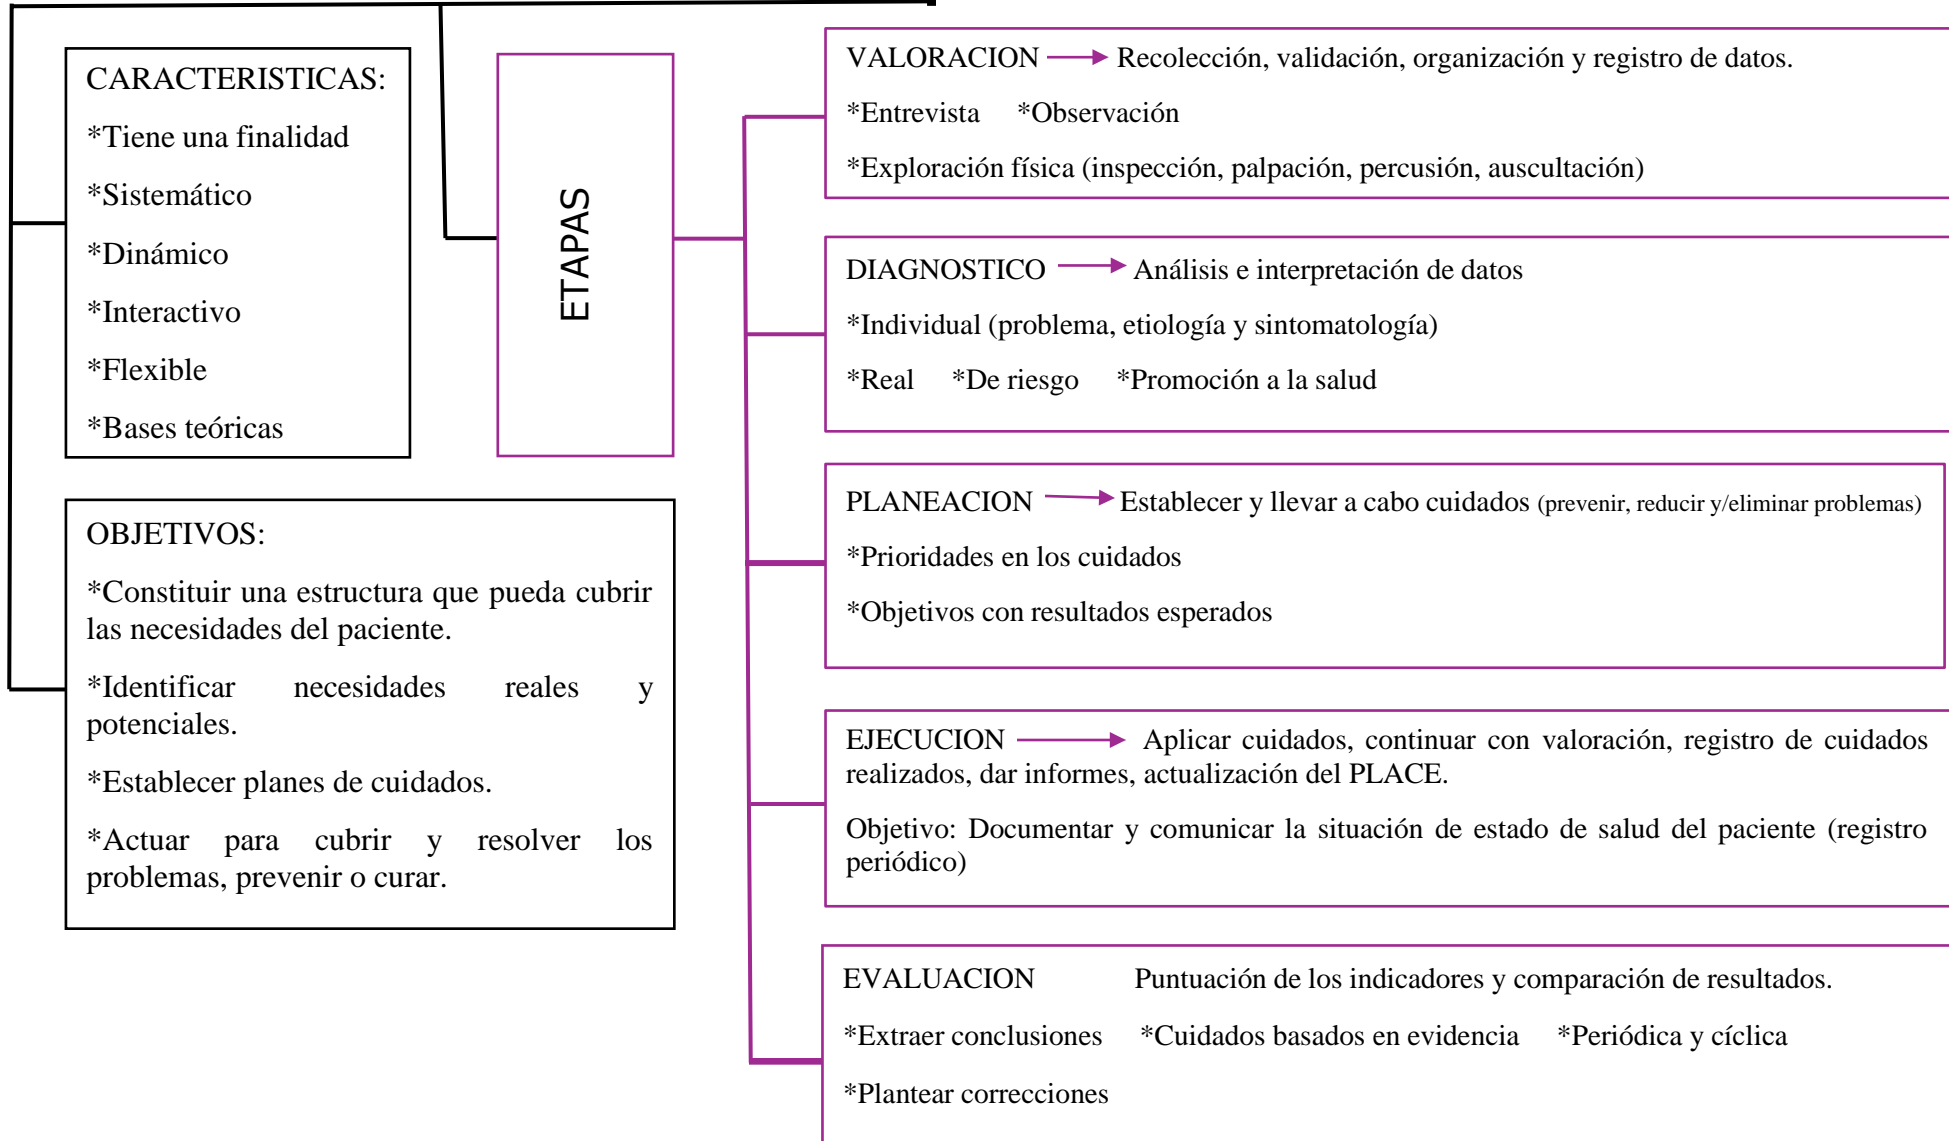 CARACTERISTICAS:
*Tiene una finalidad
*Sistemático
*Dinámico
*Interactivo
*Flexible
*Bases teóricas
OBJETIVOS:
*Constituir una estructura que pueda cubrir
las necesidades del paciente.
*Identificar necesidades reales y
potenciales.
*Establecer planes de cuidados.
*Actuar para cubrir y resolver los
problemas, prevenir o curar.
ETAPAS
VALORACION Recolección, validación, organización y registro de datos.
*Entrevista *Observación
*Exploración física (inspección, palpación, percusión, auscultación)
DIAGNOSTICO Análisis e interpretación de datos
*Individual (problema, etiología y sintomatología)
*Real *De riesgo *Promoción a la salud
PLANEACION Establecer y llevar a cabo cuidados (prevenir, reducir y/eliminar problemas)
*Prioridades en los cuidados
*Objetivos con resultados esperados
EJECUCION Aplicar cuidados, continuar con valoración, registro de cuidados
realizados, dar informes, actualización del PLACE.
Objetivo: Documentar y comunicar la situación de estado de salud del paciente (registro
periódico)
EVALUACION Puntuación de los indicadores y comparación de resultados.
*Extraer conclusiones *Cuidados basados en evidencia *Periódica y cíclica
*Plantear correcciones